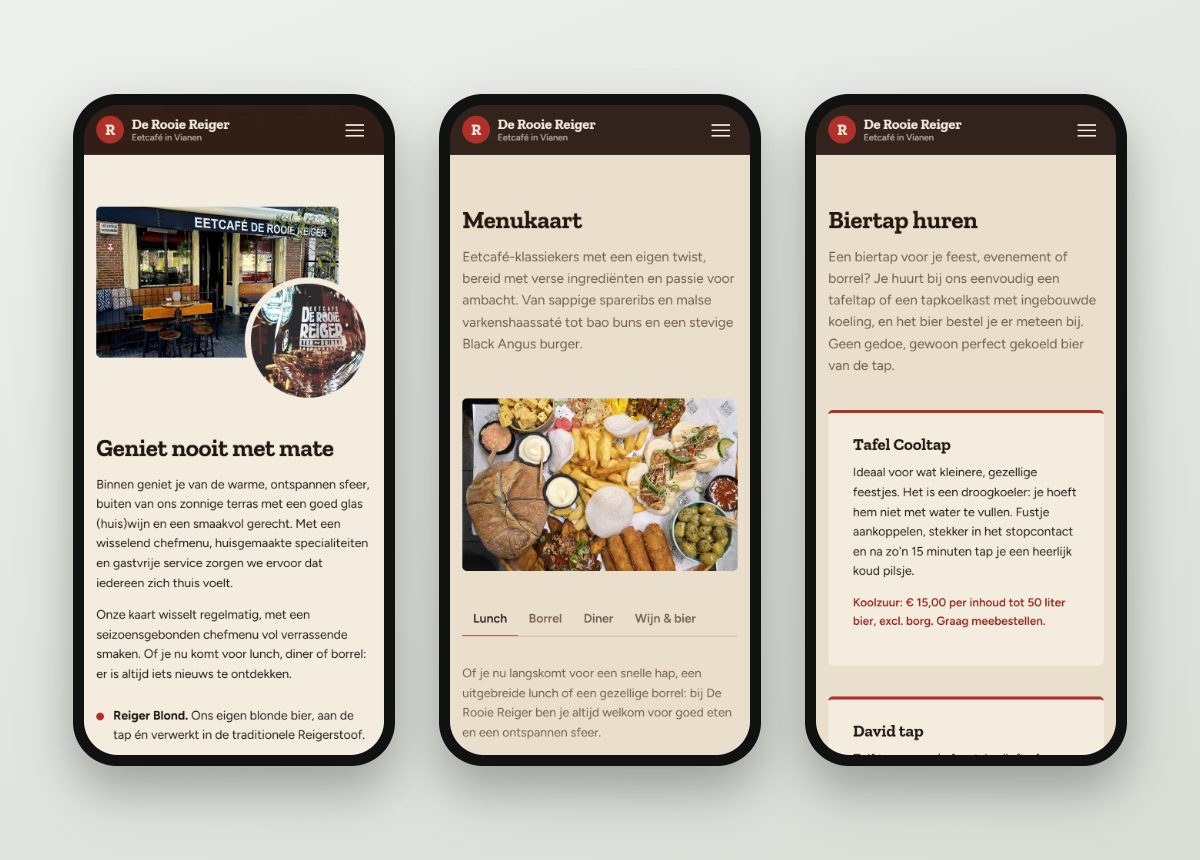 R
De Rooie Reiger
Eetcafé in Vianen
EETCAFÉ DE ROOIE REIGER
EETCAFÉ
DE ROOIE
REIGER
Geniet nooit met mate
Binnen geniet je van de warme, ontspannen sfeer,
buiten van ons zonnige terras met een goed glas
(huis)wijn en een smaakvol gerecht. Met een
wisselend chefmenu, huisgemaakte specialiteiten
en gastvrije service zorgen we ervoor dat
iedereen zich thuis voelt.
Onze kaart wisselt regelmatig, met een
seizoensgebonden chefmenu vol verrassende
smaken. Of je nu komt voor lunch, diner of borrel:
er is altijd iets nieuws te ontdekken.
Reiger Blond. Ons eigen blonde bier, aan de
tap én verwerkt in de traditionele Reigerstoof.
R
De Rooie Reiger
Eetcafé in Vianen
Menukaart
Eetcafé-klassiekers met een eigen twist,
bereid met verse ingrediënten en passie voor
ambacht. Van sappige spareribs en malse
varkenshaassaté tot bao buns en een stevige
Black Angus burger.
Lunch Borrel Diner Wijn & bier
Of je nu langskomt voor een snelle hap, een
uitgebreide lunch of een gezellige borrel: bij De
Rooie Reiger ben je altijd welkom voor goed eten
en een ontspannen sfeer.
R
De Rooie Reiger
Eetcafé in Vianen
Biertap huren
Een biertap voor je feest, evenement of
borrel? Je huurt bij ons eenvoudig een
tafeltap of een tapkoelkast met ingebouwde
koeling, en het bier bestel je er meteen bij.
Geen gedoe, gewoon perfect gekoeld bier
van de tap.
Tafel Cooltap
Ideaal voor wat kleinere, gezellige
feestjes. Het is een droogkoeler: je hoeft
hem niet met water te vullen. Fustje
aankoppelen, stekker in het stopcontact
en na zo'n 15 minuten tap je een heerlijk
koud pilsje.
Koolzuur: € 15,00 per inhoud tot 50 liter
bier, excl. borg. Graag meebestellen.
David tap